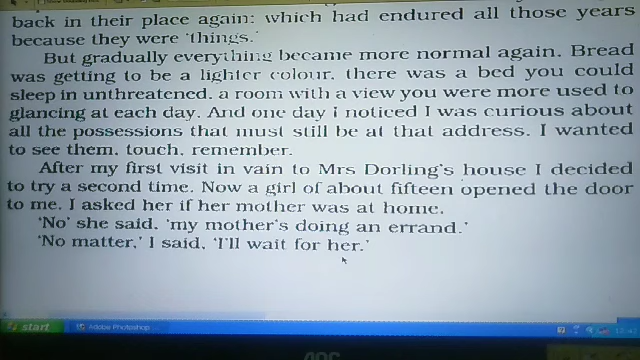 back in their place again: which had endured all those years
because they were 'things.'
But gradually everything became more normal again. Bread
was getting to be a lighter colour, there was a bed you could
sleep in unthreatened, a room with a view you were more used to
glancing at each day. And one day I noticed I was curious about
all the possessions that must still be at that address. I wanted
to see them, touch, remember.
After my first visit in vain to Mrs Dorling's house I decided
to try a second time. Now a girl of about fifteen opened the door
to me. I asked her if her mother was at home.
'No' she said, 'my mother's doing an errand.'
'No matter,' I said, 'I'll wait for her.'
start
Adobe Photoshop
AOC